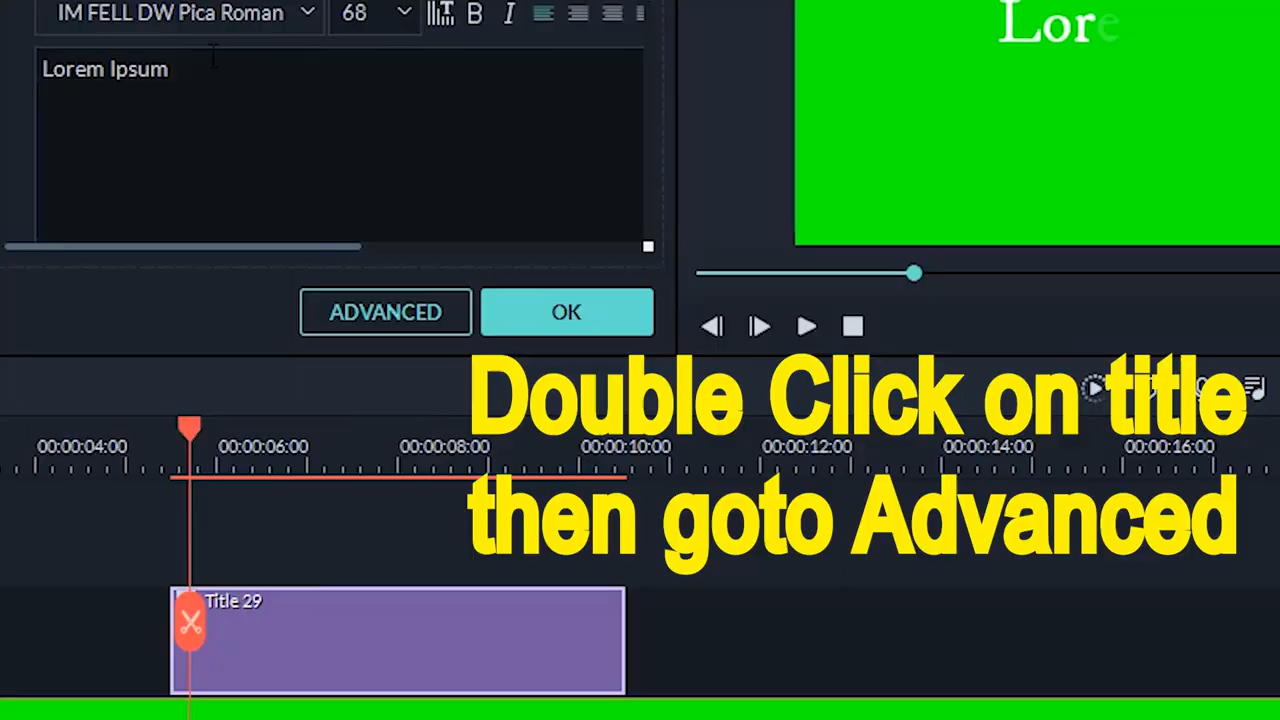 IM FELL DW Pica Roman 68 B I
Lore
Lorem Ipsum
ADVANCED OK
Double Click on title
then goto Advanced
00:00:04:00 00:00:06:00 00:00:08:00 00:00:10:00 00:00:12:00 00:00:14:00 00:00:16:00
Title 29